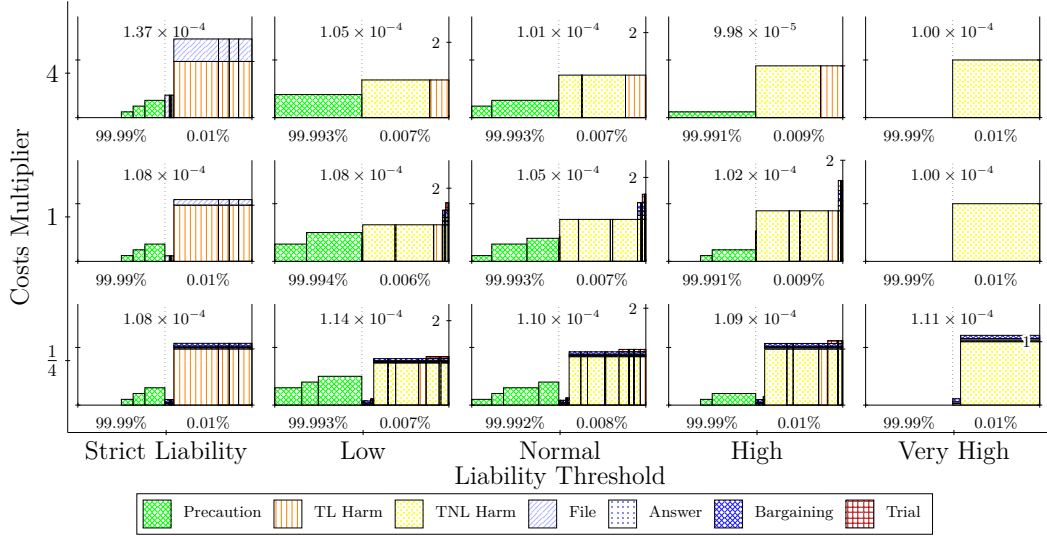 1.37 × 10⁻⁴ 1.05 × 10⁻⁴ 2 1.01 × 10⁻⁴ 2 9.98 × 10⁻⁵ 1.00 × 10⁻⁴
4
99.99% 0.01% 99.993% 0.007% 99.993% 0.007% 99.991% 0.009% 99.99% 0.01%
1.08 × 10⁻⁴ 1.08 × 10⁻⁴ 2 1.05 × 10⁻⁴ 2 1.02 × 10⁻⁴ 2 1.00 × 10⁻⁴
Costs Multiplier
1
99.99% 0.01% 99.994% 0.006% 99.993% 0.007% 99.991% 0.009% 99.99% 0.01%
1.08 × 10⁻⁴ 1.14 × 10⁻⁴ 2 1.10 × 10⁻⁴ 2 1.09 × 10⁻⁴ 2 1.11 × 10⁻⁴
1/4 1
99.99% 0.01% 99.993% 0.007% 99.992% 0.008% 99.99% 0.01% 99.99% 0.01%
Strict Liability Low Normal High Very High
Liability Threshold
Precaution TL Harm TNL Harm File Answer Bargaining Trial